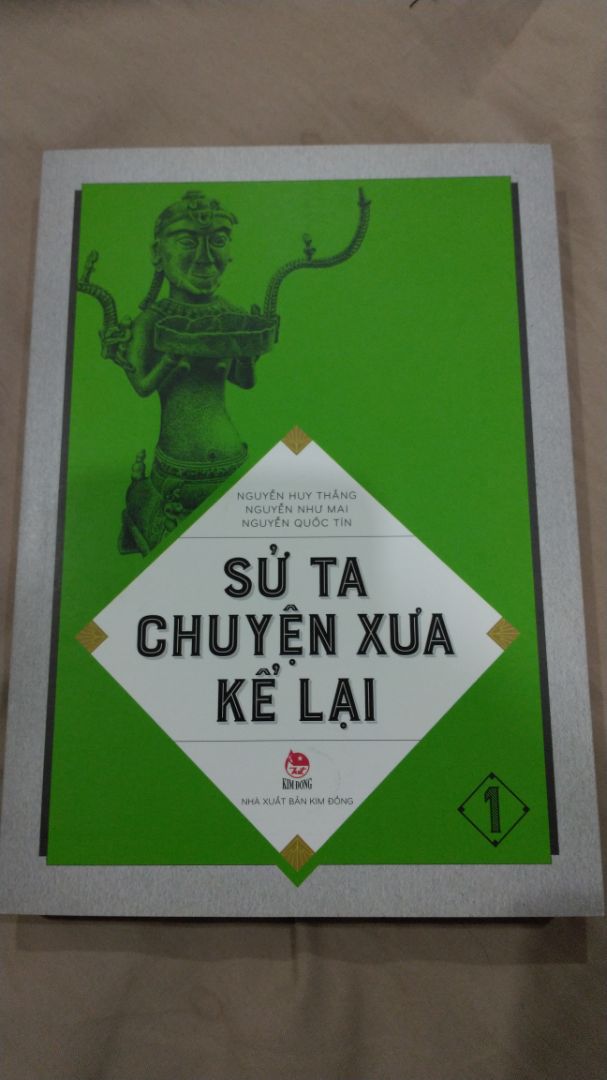 NGUYỄN HUY THẮNG
NGUYỄN NHƯ MAI
NGUYỄN QUỐC TÍN
SỬ TA
CHUYỆN XƯA
KỂ LẠI
KIM ĐỒNG
NHÀ XUẤT BẢN KIM ĐỒNG
1